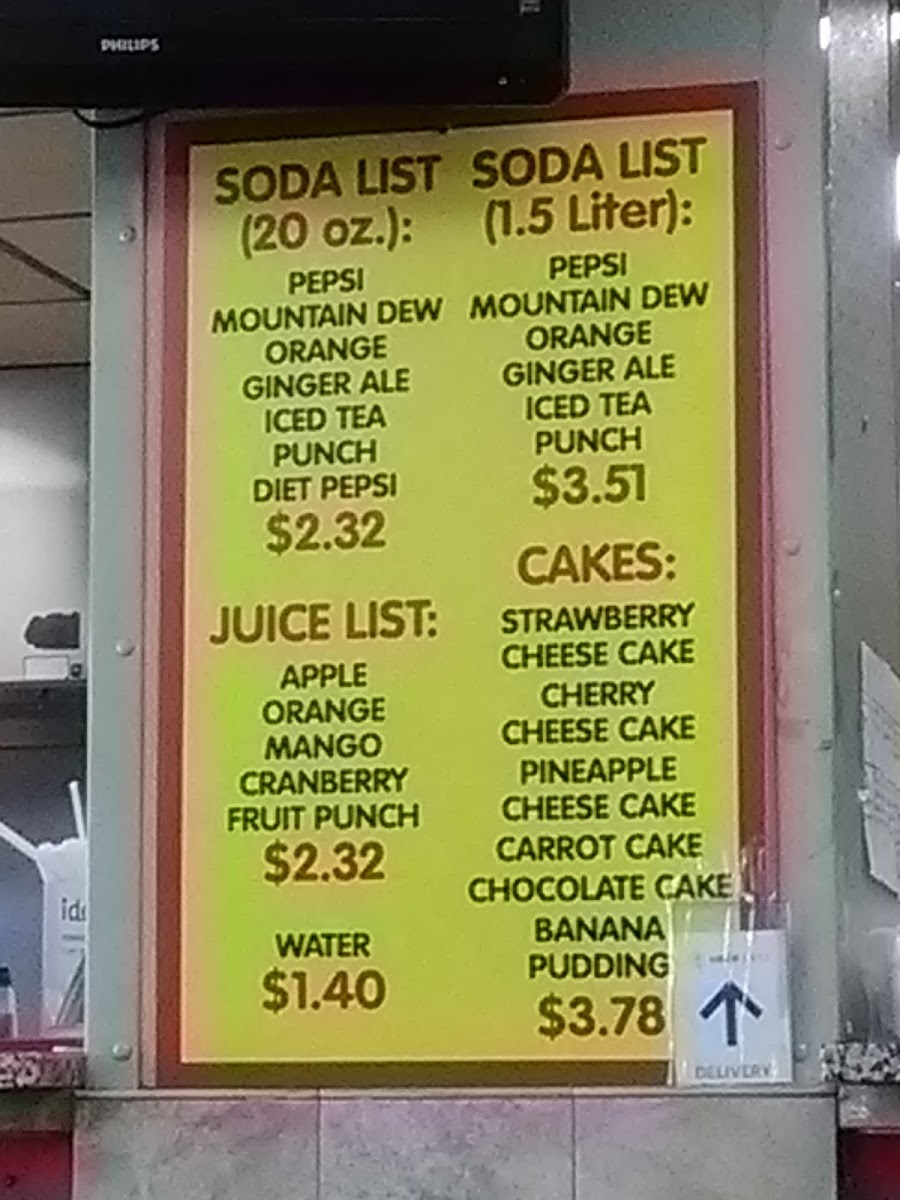 PHILIPS
SODA LIST
(20 oz.):
PEPSI
MOUNTAIN DEW
ORANGE
GINGER ALE
ICED TEA
PUNCH
DIET PEPSI
$2.32
JUICE LIST:
APPLE
ORANGE
MANGO
CRANBERRY
FRUIT PUNCH
$2.32
WATER
$1.40
SODA LIST
(1.5 Liter):
PEPSI
MOUNTAIN DEW
ORANGE
GINGER ALE
ICED TEA
PUNCH
$3.51
CAKES:
STRAWBERRY
CHEESE CAKE
CHERRY
CHEESE CAKE
PINEAPPLE
CHEESE CAKE
CARROT CAKE
CHOCOLATE CAKE
BANANA
PUDDING
$3.78
DELIVERY